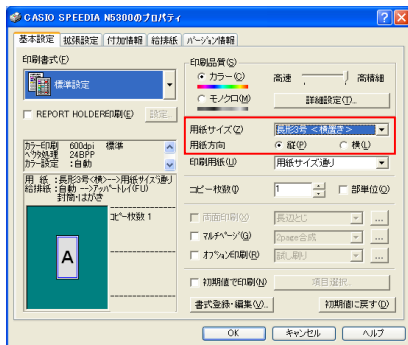 CASIO SPEEDIA N5300のプロパティ
基本設定 拡張設定 付加情報 給排紙 バージョン情報
印刷書式(F)
標準設定
REPORT HOLDER印刷(E) 設定...
カラー印刷 600dpi 標準
ヘッダ処理 24BPP
カラー設定 :自動
用 紙 :長形3号<横>-->用紙サイズ通り
給排紙 :自動 -->アッパートレイ(FU)
封筒・はがき
コピー枚数 1
A
印刷品質(S)
カラー(C) 高速 高精細
モノクロ(M) 詳細設定(T)...
用紙サイズ(Z) 長形3号 <横置き>
用紙方向 縦(P) 横(L)
印刷用紙(U) 用紙サイズ通り
コピー枚数(I) 1 部単位(O)
両面印刷(X) 長辺とじ ...
マルチページ(G) 2page合成 ...
オプション印刷(R) 試し刷り ...
初期値で印刷(N) 項目選択...
書式登録・編集(V)... 初期値に戻す(D)
OK キャンセル ヘルプ